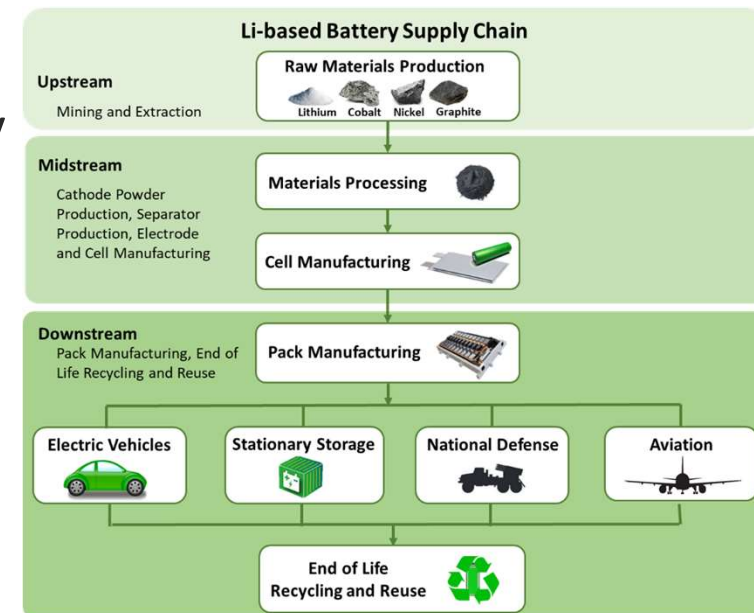 Li-based Battery Supply Chain
Upstream
Mining and Extraction
Raw Materials Production
Lithium Cobalt Nickel Graphite
Midstream
Cathode Powder
Production, Separator
Production, Electrode
and Cell Manufacturing
Materials Processing
Cell Manufacturing
Downstream
Pack Manufacturing, End of
Life Recycling and Reuse
Pack Manufacturing
Electric Vehicles
Stationary Storage
National Defense
Aviation
End of Life
Recycling and Reuse